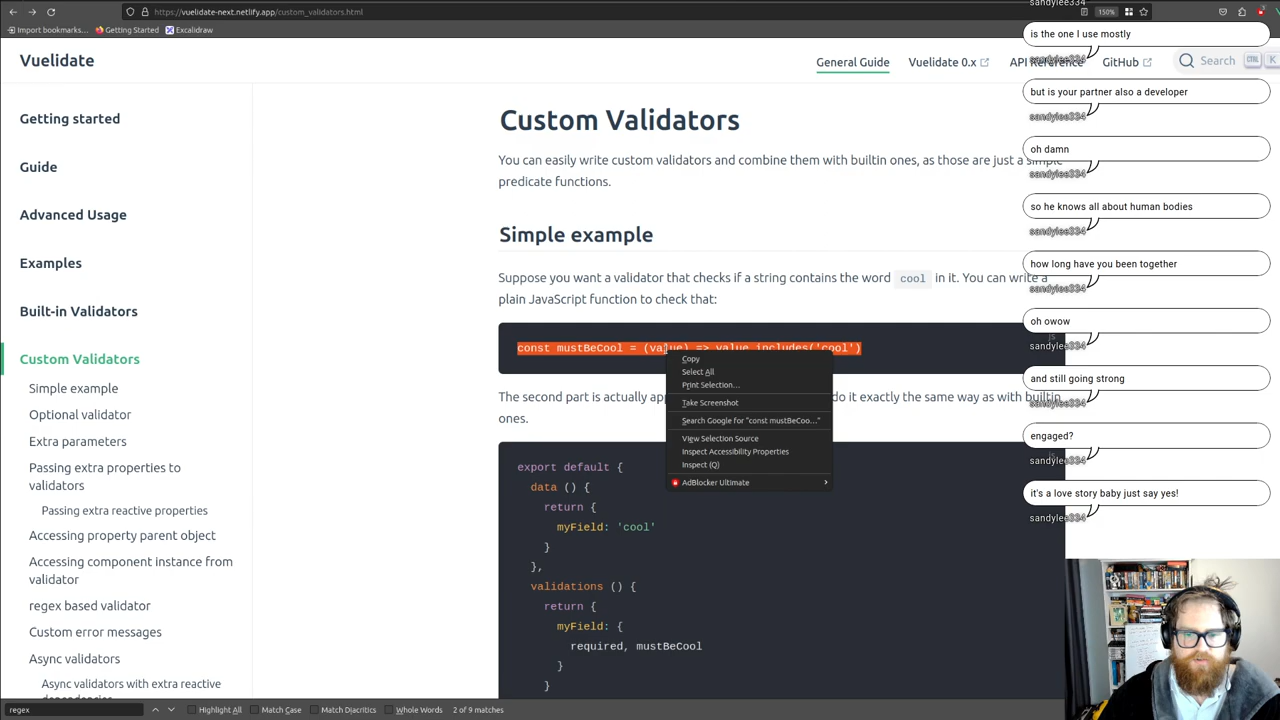 https://vuelidate-next.netlify.app/custom_validators.html
150%
Import bookmarks...
Getting Started
Excalidraw
Vuelidate
General Guide
Vuelidate 0.x
API Reference
GitHub
Search
CTRL
K
Getting started
Guide
Advanced Usage
Examples
Built-in Validators
Custom Validators
Simple example
Optional validator
Extra parameters
Passing extra properties to
validators
Passing extra reactive properties
Accessing property parent object
Accessing component instance from
validator
regex based validator
Custom error messages
Async validators
Async validators with extra reactive
Custom Validators
You can easily write custom validators and combine them with builtin ones, as those are just a simple
predicate functions.
Simple example
Suppose you want a validator that checks if a string contains the word cool in it. You can write a
plain JavaScript function to check that:
const mustBeCool = (value) => value.includes('cool')
The second part is actually app
do it exactly the same way as with builtin
ones.
export default {
data () {
return {
myField: 'cool'
}
},
validations () {
return {
myField: {
required, mustBeCool
}
}
Copy
Select All
Print Selection...
Take Screenshot
Search Google for "const mustBeCoo..."
View Selection Source
Inspect Accessibility Properties
Inspect (Q)
AdBlocker Ultimate
sandylee334
is the one I use mostly
sandylee334
but is your partner also a developer
sandylee334
oh damn
sandylee334
so he knows all about human bodies
sandylee334
how long have you been together
sandylee334
oh owow
sandylee334
and still going strong
sandylee334
engaged?
sandylee334
it's a love story baby just say yes!
sandylee334
regex
Highlight All
Match Case
Match Diacritics
Whole Words
2 of 9 matches